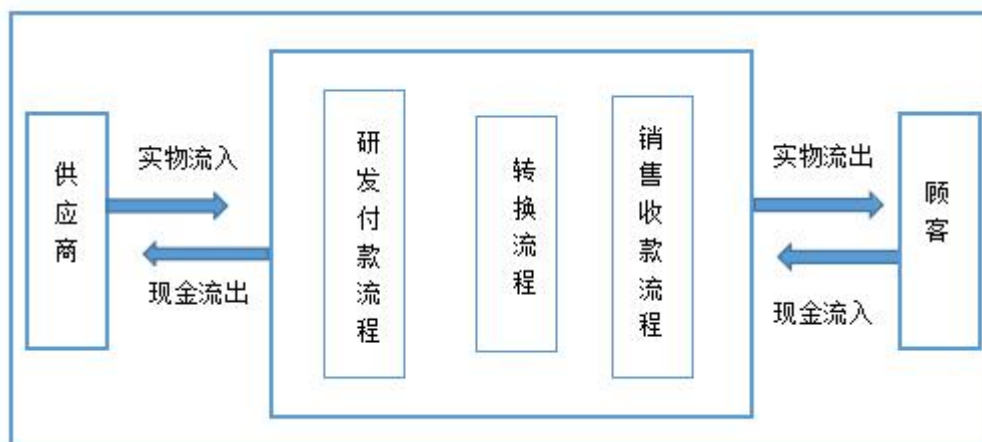 供应商
实物流入
现金流出
研发付款流程
转换流程
销售收款流程
实物流出
现金流入
顾客